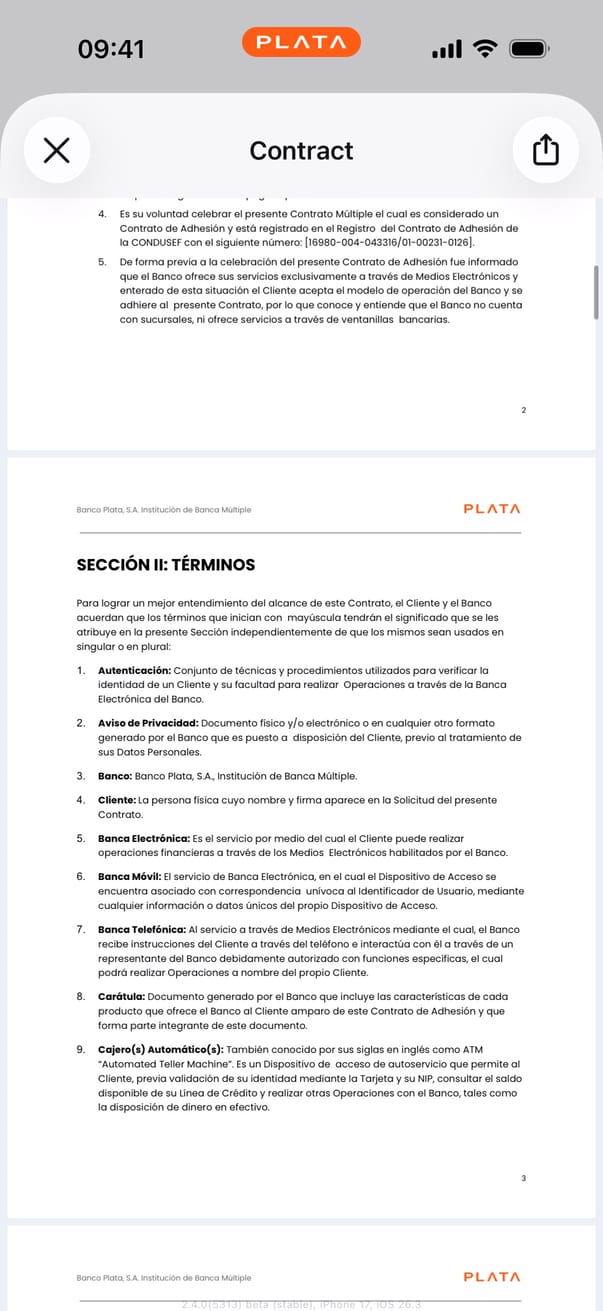 09:41
PLATA
Contract
4. Es su voluntad celebrar el presente Contrato Múltiple el cual es considerado un
Contrato de Adhesión y está registrado en el Registro del Contrato de Adhesión de
la CONDUSEF con el siguiente número: [16980-004-043316/01-00231-0126].
5. De forma previa a la celebración del presente Contrato de Adhesión fue informado
que el Banco ofrece sus servicios exclusivamente a través de Medios Electrónicos y
enterado de esta situación el Cliente acepta el modelo de operación del Banco y se
adhiere al presente Contrato, por lo que conoce y entiende que el Banco no cuenta
con sucursales, ni ofrece servicios a través de ventanillas bancarias.
2
Banco Plata, S.A. Institución de Banca Múltiple
PLATA
SECCIÓN II: TÉRMINOS
Para lograr un mejor entendimiento del alcance de este Contrato, el Cliente y el Banco
acuerdan que los términos que inician con mayúscula tendrán el significado que se les
atribuye en la presente Sección independientemente de que los mismos sean usados en
singular o en plural:
1. Autenticación: Conjunto de técnicas y procedimientos utilizados para verificar la
identidad de un Cliente y su facultad para realizar Operaciones a través de la Banca
Electrónica del Banco.
2. Aviso de Privacidad: Documento físico y/o electrónico o en cualquier otro formato
generado por el Banco que es puesto a disposición del Cliente, previo al tratamiento de
sus Datos Personales.
3. Banco: Banco Plata, S.A., Institución de Banca Múltiple.
4. Cliente: La persona física cuyo nombre y firma aparece en la Solicitud del presente
Contrato.
5. Banca Electrónica: Es el servicio por medio del cual el Cliente puede realizar
operaciones financieras a través de los Medios Electrónicos habilitados por el Banco.
6. Banca Móvil: El servicio de Banca Electrónica, en el cual el Dispositivo de Acceso se
encuentra asociado con correspondencia unívoca al Identificador de Usuario, mediante
cualquier información o datos únicos del propio Dispositivo de Acceso.
7. Banca Telefónica: Al servicio a través de Medios Electrónicos mediante el cual, el Banco
recibe instrucciones del Cliente a través del teléfono e interactúa con él a través de un
representante del Banco debidamente autorizado con funciones específicas, el cual
podrá realizar Operaciones a nombre del propio Cliente.
8. Carátula: Documento generado por el Banco que incluye las características de cada
producto que ofrece el Banco al Cliente amparo de este Contrato de Adhesión y que
forma parte integrante de este documento.
9. Cajero(s) Automático(s): También conocido por sus siglas en inglés como ATM
“Automated Teller Machine”. Es un Dispositivo de acceso de autoservicio que permite al
Cliente, previa validación de su identidad mediante la Tarjeta y su NIP, consultar el saldo
disponible de su Línea de Crédito y realizar otras Operaciones con el Banco, tales como
la disposición de dinero en efectivo.
3
Banco Plata, S.A. Institución de Banca Múltiple
PLATA
2.4.0(5313) beta (stable), iPhone 17, iOS 26.3